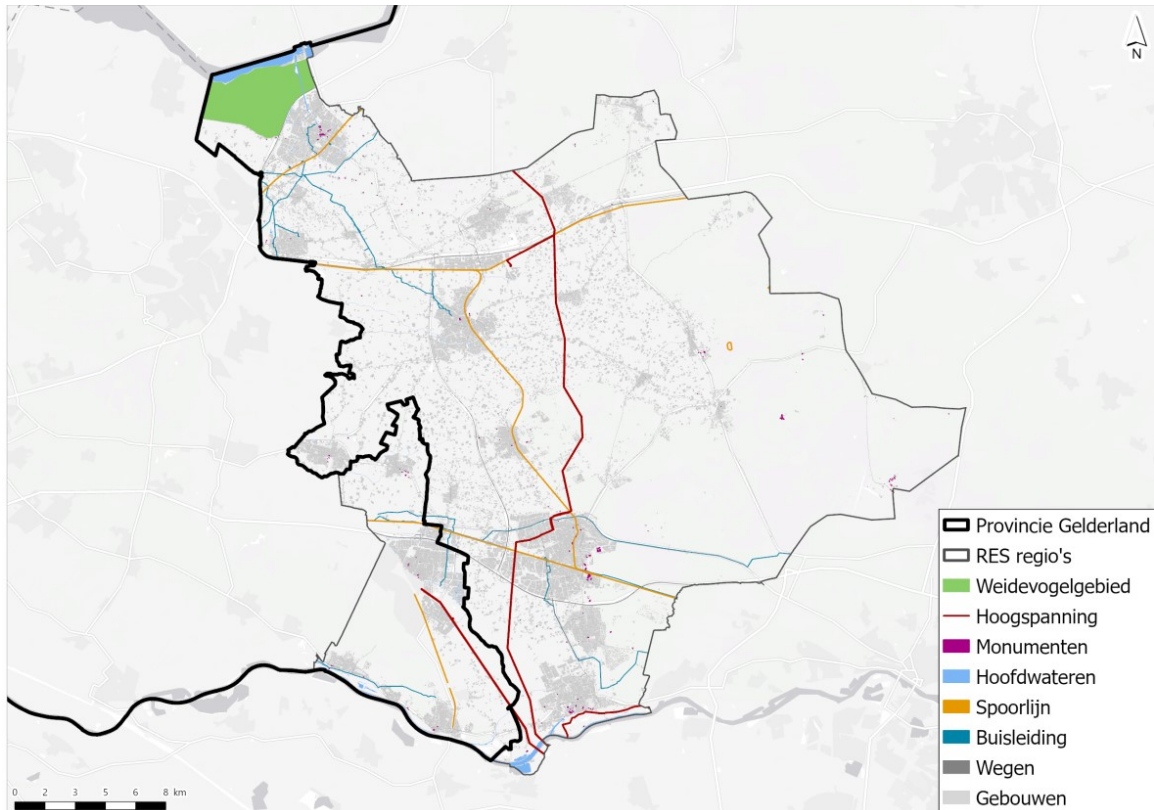 N
Provincie Gelderland
RES regio's
Weidevogelgebied
Hoogspanning
Monumenten
Hoofdwateren
Spoorlijn
Buisleiding
Wegen
Gebouwen
0 2 3 5 6 8 km